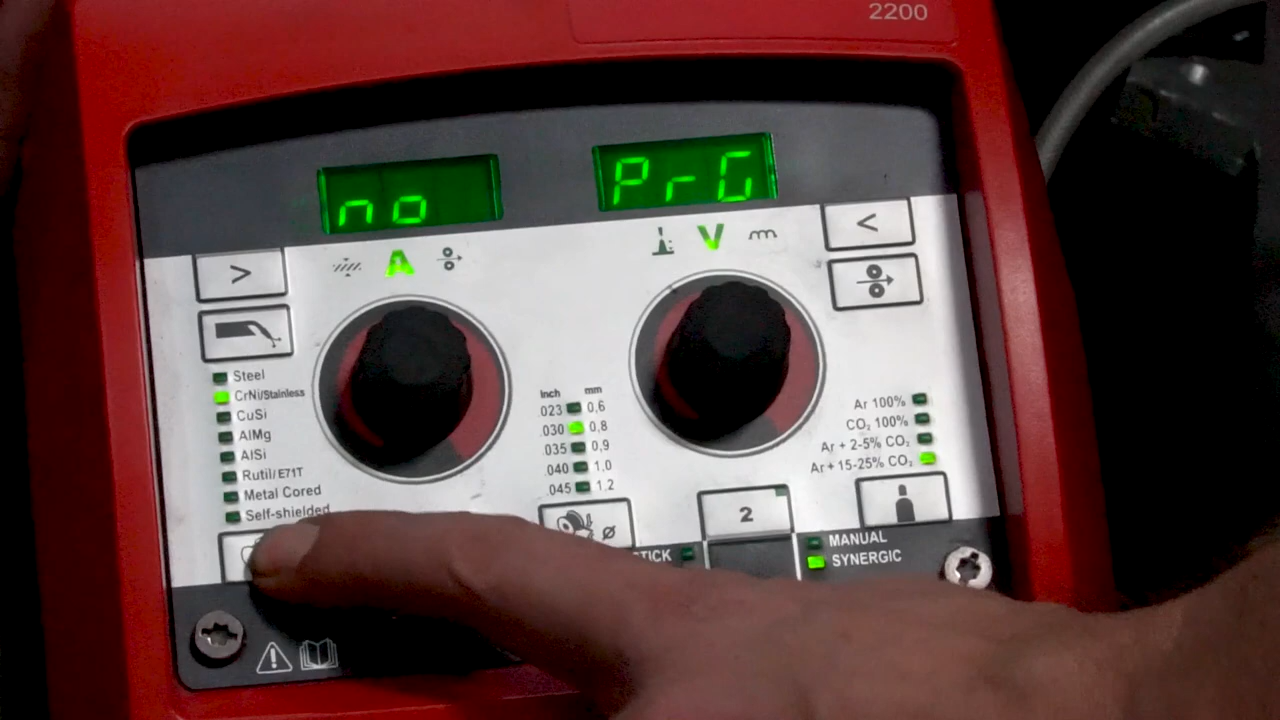 2200
no PrG
A V
> <
Steel
CrNi/Stainless
CuSi
AlMg
AlSi
Rutil/E71T
Metal Cored
Self-shielded
Inch mm
.023 0,6
.030 0,8
.035 0,9
.040 1,0
.045 1,2
Ar 100%
CO₂ 100%
Ar + 2-5% CO₂
Ar + 15-25% CO₂
Ø
2
TICK
MANUAL
SYNERGIC